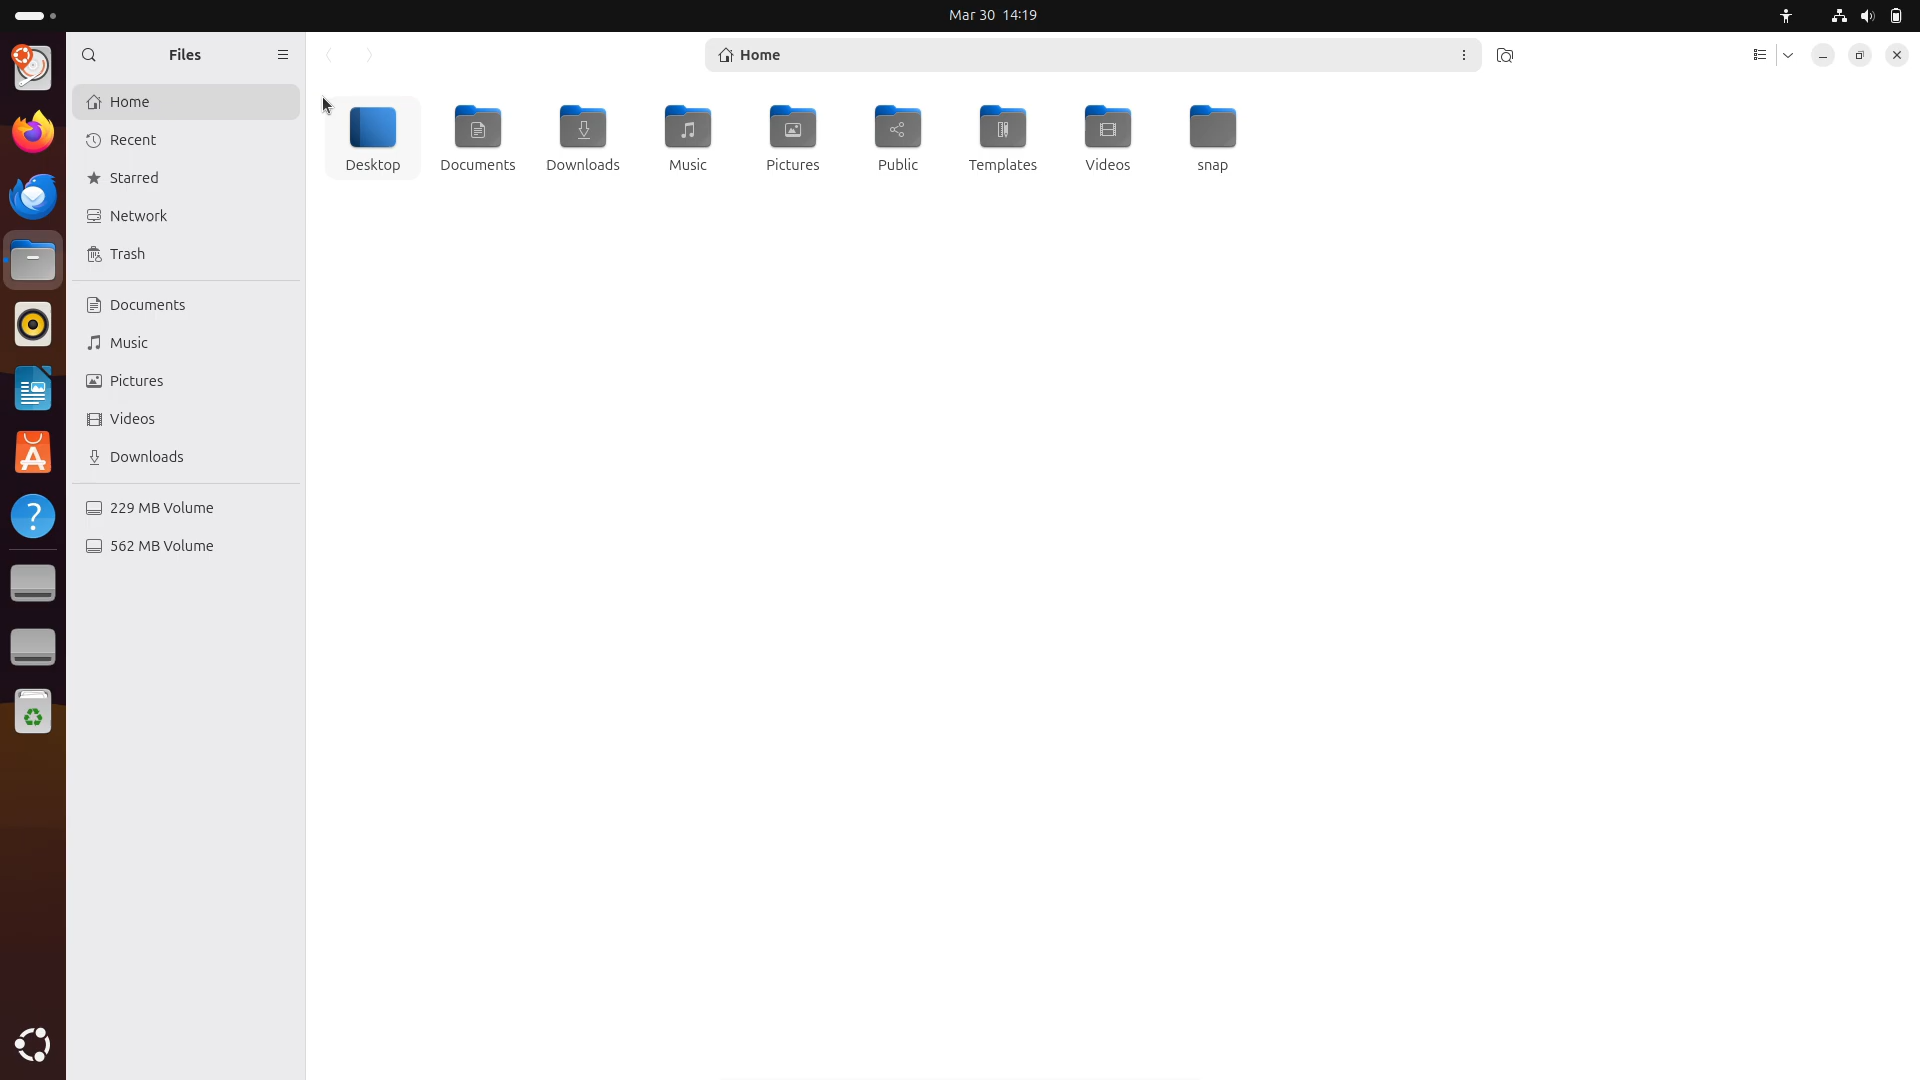 Mar 30 14:19
Files
Home
Home
Recent
Starred
Network
Trash
Documents
Music
Pictures
Videos
Downloads
229 MB Volume
562 MB Volume
Desktop
Documents
Downloads
Music
Pictures
Public
Templates
Videos
snap